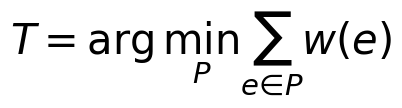 T = arg min_P ∑_{e∈P} w(e)